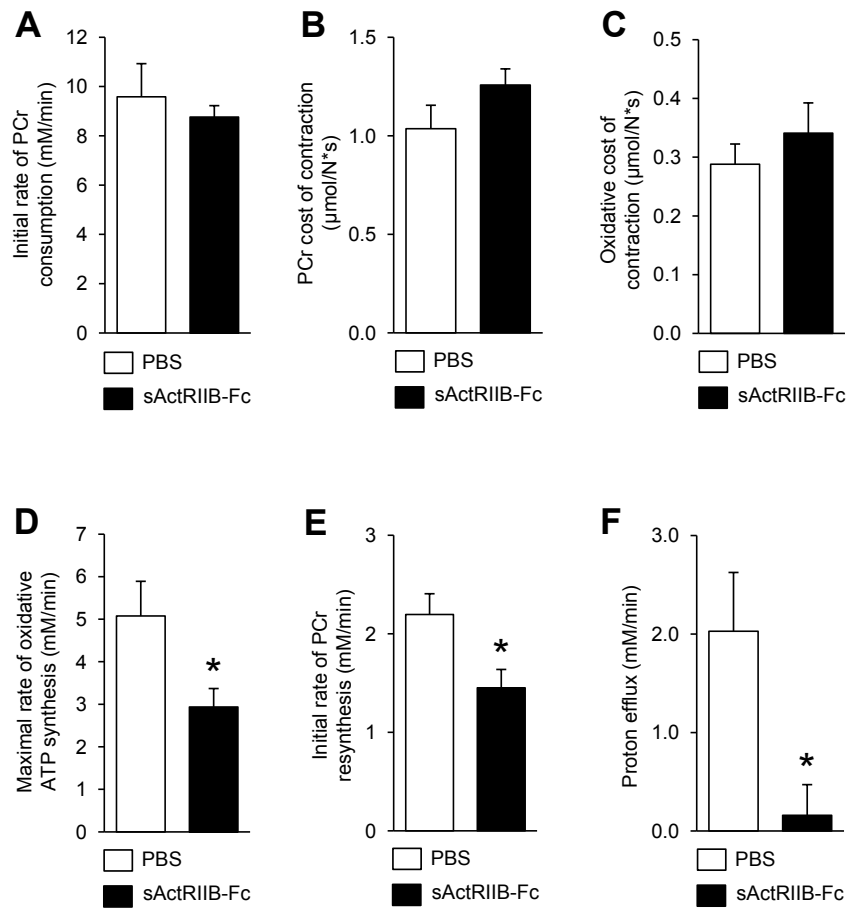 A
Initial rate of PCr
consumption (mM/min)
12
10
8
6
4
2
0
PBS
sActRIIB-Fc
B
PCr cost of contraction
(µmol/N*s)
1.5
1.0
0.5
0.0
PBS
sActRIIB-Fc
C
Oxidative cost of
contraction (µmol/N*s)
0.5
0.4
0.3
0.2
0.1
0.0
PBS
sActRIIB-Fc
D
Maximal rate of oxidative
ATP synthesis (mM/min)
7
6
5
4
3
2
1
0
*
PBS
sActRIIB-Fc
E
Initial rate of PCr
resynthesis (mM/min)
3
2
1
0
*
PBS
sActRIIB-Fc
F
Proton efflux (mM/min)
3.0
2.0
1.0
0.0
*
PBS
sActRIIB-Fc